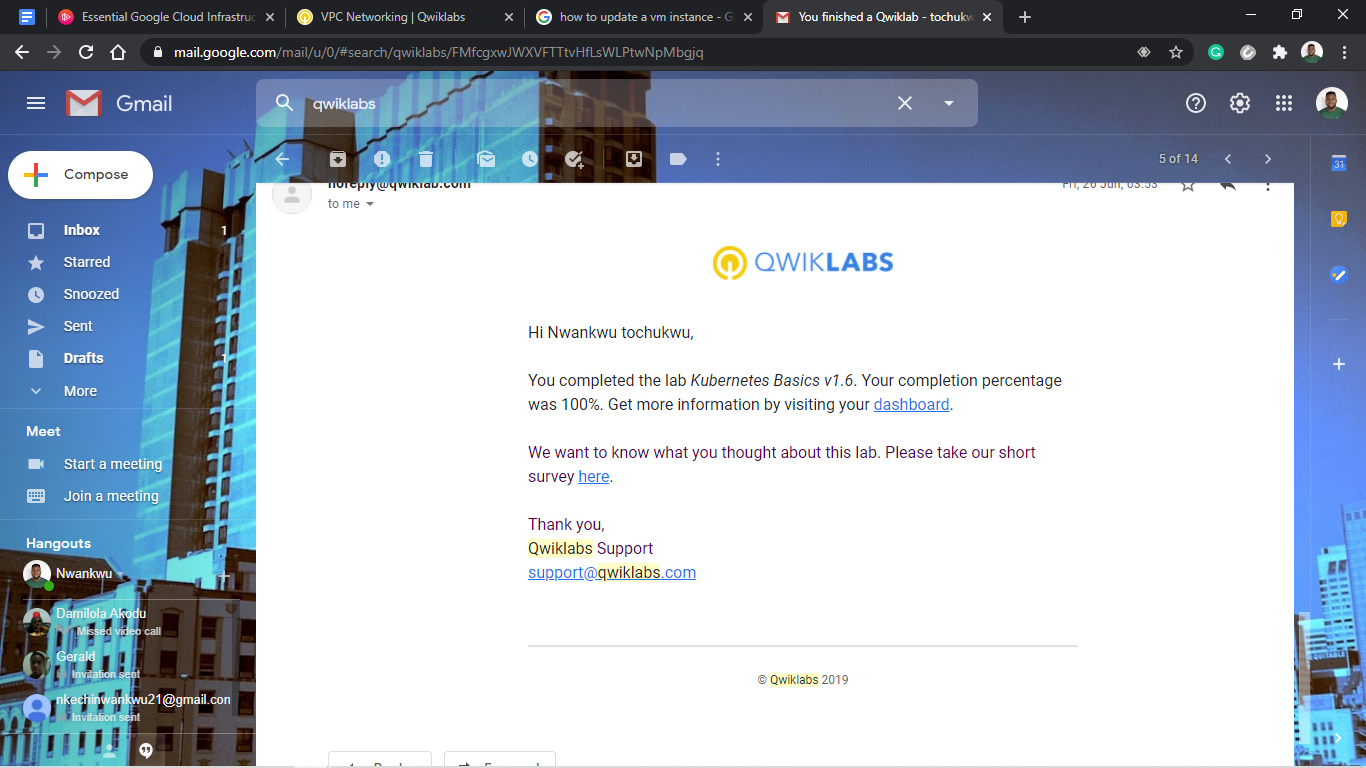 Essential Google Cloud Infrastruc
VPC Networking | Qwiklabs
how to update a vm instance - G
You finished a Qwiklab - tochukw
mail.google.com/mail/u/0/#search/qwiklabs/FMfcgxwJWXVFTTtvHfLsWLPtwNpMbgjq
Gmail
qwiklabs
Compose
5 of 14
31
noreply@qwiklab.com
Fri, 26 Jun, 03:53
to me
Inbox 1
Starred
Snoozed
Sent
Drafts 1
More
Meet
Start a meeting
Join a meeting
Hangouts
Nwankwu
Damilola Akodu
Missed video call
Gerald
Invitation sent
nkechinwankwu21@gmail.con
Invitation sent
QWIKLABS
Hi Nwankwu tochukwu,
You completed the lab Kubernetes Basics v1.6. Your completion percentage
was 100%. Get more information by visiting your dashboard.
We want to know what you thought about this lab. Please take our short
survey here.
Thank you,
Qwiklabs Support
support@qwiklabs.com
© Qwiklabs 2019